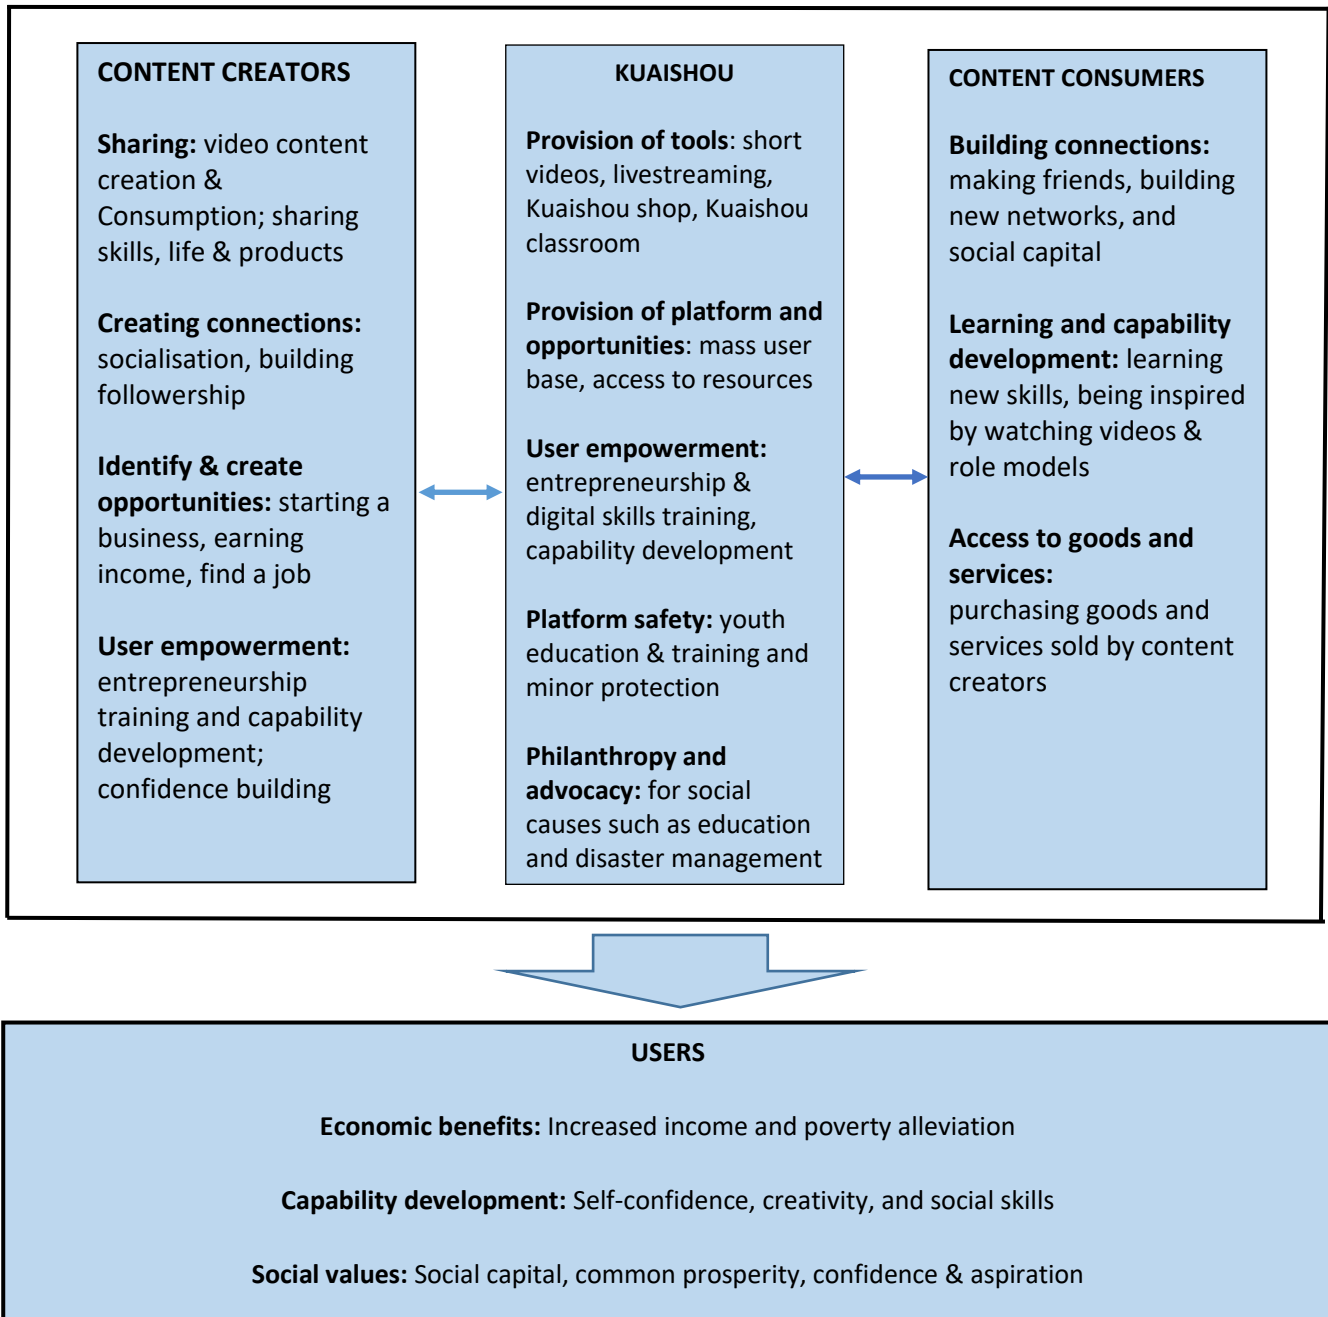 CONTENT CREATORS
Sharing: video content
creation &
Consumption; sharing
skills, life & products
Creating connections:
socialisation, building
followership
Identify & create
opportunities: starting a
business, earning
income, find a job
User empowerment:
entrepreneurship
training and capability
development;
confidence building
KUAISHOU
Provision of tools: short
videos, livestreaming,
Kuaishou shop, Kuaishou
classroom
Provision of platform and
opportunities: mass user
base, access to resources
User empowerment:
entrepreneurship &
digital skills training,
capability development
Platform safety: youth
education & training and
minor protection
Philanthropy and
advocacy: for social
causes such as education
and disaster management
CONTENT CONSUMERS
Building connections:
making friends, building
new networks, and
social capital
Learning and capability
development: learning
new skills, being inspired
by watching videos &
role models
Access to goods and
services:
purchasing goods and
services sold by content
creators
USERS
Economic benefits: Increased income and poverty alleviation
Capability development: Self-confidence, creativity, and social skills
Social values: Social capital, common prosperity, confidence & aspiration